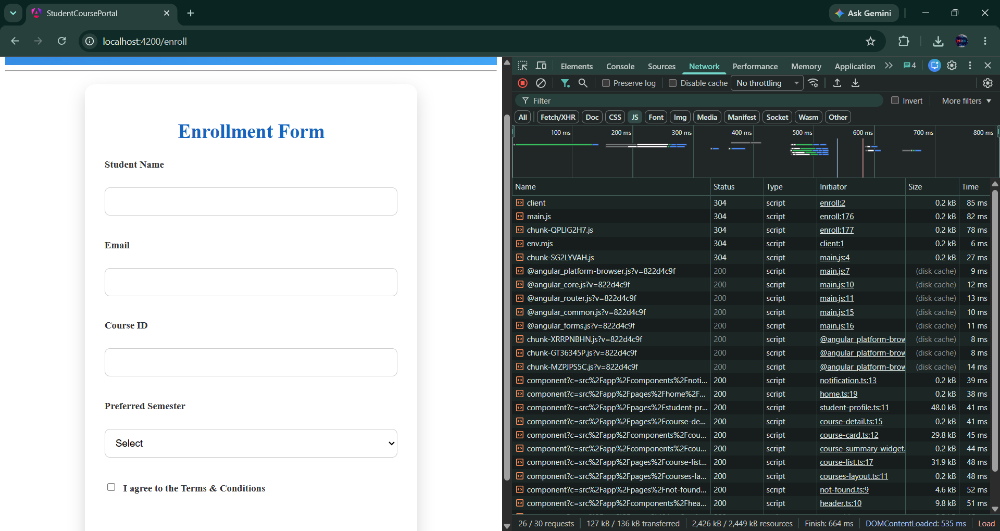 StudentCoursePortal
Ask Gemini
localhost:4200/enroll
Enrollment Form
Student Name
Email
Course ID
Preferred Semester
Select
I agree to the Terms & Conditions
Elements Console Sources Network Performance Memory Application 4
Preserve log Disable cache No throttling
Filter Invert More filters
All Fetch/XHR Doc CSS JS Font Img Media Manifest Socket Wasm Other
100 ms 200 ms 300 ms 400 ms 500 ms 600 ms 700 ms 800 ms
Name Status Type Initiator Size Time
client 304 script enroll:2 0.2 kB 85 ms
main.js 304 script enroll:176 0.2 kB 82 ms
chunk-QPLIG2H7.js 304 script enroll:177 0.2 kB 78 ms
env.mjs 304 script client:1 0.2 kB 6 ms
chunk-SG2LYVAH.js 304 script main.js:4 0.2 kB 27 ms
@angular_platform-browser.js?v=822d4c9f 200 script main.js:7 (disk cache) 9 ms
@angular_core.js?v=822d4c9f 200 script main.js:10 (disk cache) 12 ms
@angular_router.js?v=822d4c9f 200 script main.js:11 (disk cache) 13 ms
@angular_common.js?v=822d4c9f 200 script main.js:15 (disk cache) 10 ms
@angular_forms.js?v=822d4c9f 200 script main.js:16 (disk cache) 11 ms
chunk-XRRPNBHN.js?v=822d4c9f 200 script @angular_platform-brow (disk cache) 8 ms
chunk-GT36345P.js?v=822d4c9f 200 script @angular_platform-brow (disk cache) 8 ms
chunk-MZPJPS5C.js?v=822d4c9f 200 script @angular_platform-brow (disk cache) 14 ms
component?c=src%2Fapp%2Fcomponents%2Fnoti... 200 script notification.ts:13 0.2 kB 39 ms
component?c=src%2Fapp%2Fpages%2Fhome%2F... 200 script home.ts:19 0.2 kB 38 ms
component?c=src%2Fapp%2Fpages%2Fstudent-pr... 200 script student-profile.ts:11 48.0 kB 41 ms
component?c=src%2Fapp%2Fpages%2Fcourse-de... 200 script course-detail.ts:15 0.2 kB 41 ms
component?c=src%2Fapp%2Fcomponents%2Fcou... 200 script course-card.ts:12 29.8 kB 45 ms
component?c=src%2Fapp%2Fcomponents%2Fcou... 200 script course-summary-widget. 0.2 kB 44 ms
component?c=src%2Fapp%2Fpages%2Fcourse-list... 200 script course-list.ts:17 31.9 kB 48 ms
component?c=src%2Fapp%2Fpages%2Fcourses-la... 200 script courses-layout.ts:11 0.2 kB 48 ms
component?c=src%2Fapp%2Fpages%2Fnot-found... 200 script not-found.ts:9 4.6 kB 52 ms
component?c=src%2Fapp%2Fcomponents%2Fhea... 200 script header.ts:10 9.8 kB 51 ms
26 / 30 requests 127 kB / 136 kB transferred 2,426 kB / 2,449 kB resources Finish: 664 ms DOMContentLoaded: 535 ms Load